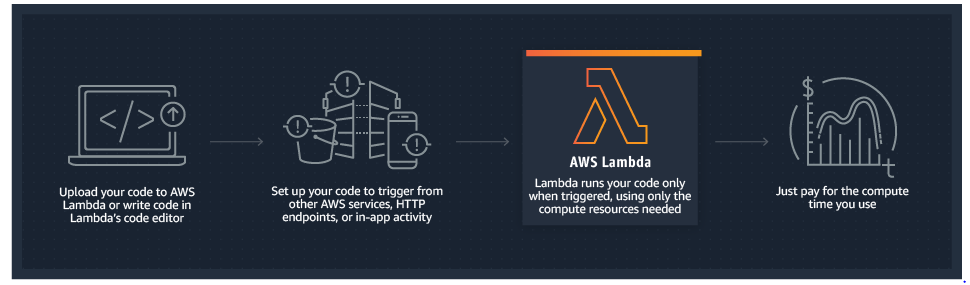 Upload your code to AWS
Lambda or write code in
Lambda's code editor
Set up your code to trigger from
other AWS services, HTTP
endpoints, or in-app activity
AWS Lambda
Lambda runs your code only
when triggered, using only the
compute resources needed
$
t
Just pay for the compute
time you use